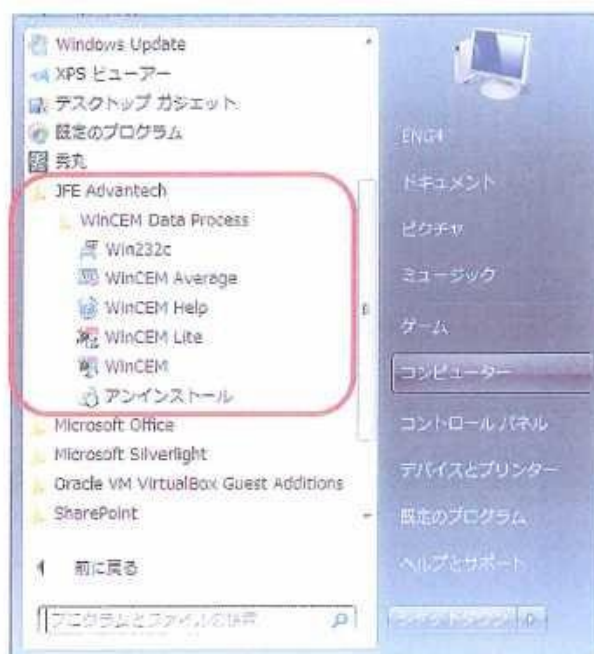 Windows Update
XPS ビューアー
デスクトップ ガジェット
既定のプログラム
秀丸
JFE Advantech
WinCEM Data Process
Win232c
WinCEM Average
WinCEM Help
WinCEM Lite
WinCEM
アンインストール
Microsoft Office
Microsoft Silverlight
Oracle VM VirtualBox Guest Additions
SharePoint
前に戻る
プログラムとファイルの検索
ENG4
ドキュメント
ピクチャ
ミュージック
ゲーム
コンピューター
コントロール パネル
デバイスとプリンター
既定のプログラム
ヘルプとサポート